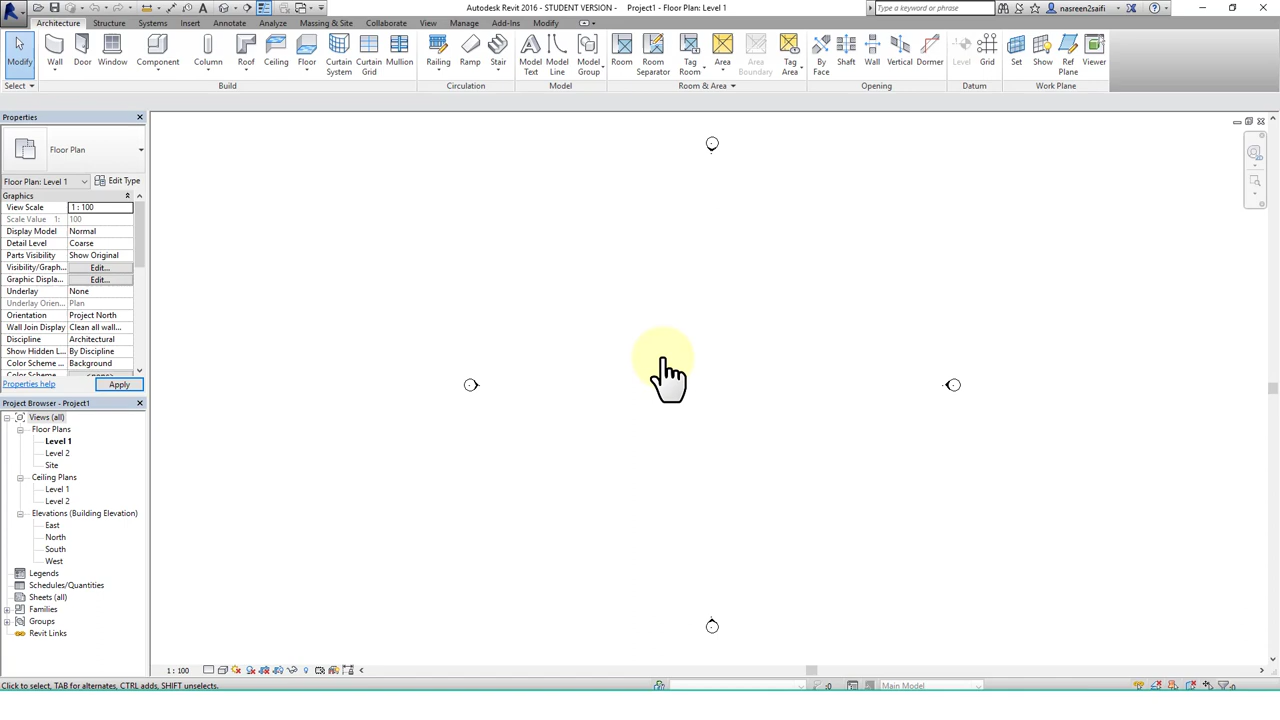 Autodesk Revit 2016 - STUDENT VERSION - Project1 - Floor Plan: Level 1
Type a keyword or phrase
nasreen2saifi
Architecture Structure Systems Insert Annotate Analyze Massing & Site Collaborate View Manage Add-Ins Modify
Modify Wall Door Window Component Column Roof Ceiling Floor Curtain System Curtain Grid Mullion Railing Ramp Stair Model Text Model Line Model Group Room Room Separator Tag Room Area Area Boundary Tag Area By Face Shaft Wall Vertical Dormer Level Grid Set Show Ref Plane Viewer
Select Build Circulation Model Room & Area Opening Datum Work Plane
Properties
Floor Plan
Floor Plan: Level 1 Edit Type
Graphics
View Scale 1 : 100
Scale Value 1: 100
Display Model Normal
Detail Level Coarse
Parts Visibility Show Original
Visibility/Graph... Edit...
Graphic Displa... Edit...
Underlay None
Underlay Orien... Plan
Orientation Project North
Wall Join Display Clean all wall...
Discipline Architectural
Show Hidden L... By Discipline
Color Scheme ... Background
Color Scheme <none>
Properties help Apply
Project Browser - Project1
Views (all)
Floor Plans
Level 1
Level 2
Site
Ceiling Plans
Level 1
Level 2
Elevations (Building Elevation)
East
North
South
West
Legends
Schedules/Quantities
Sheets (all)
Families
Groups
Revit Links
1 : 100
Click to select, TAB for alternates, CTRL adds, SHIFT unselects.
:0
Main Model
:0